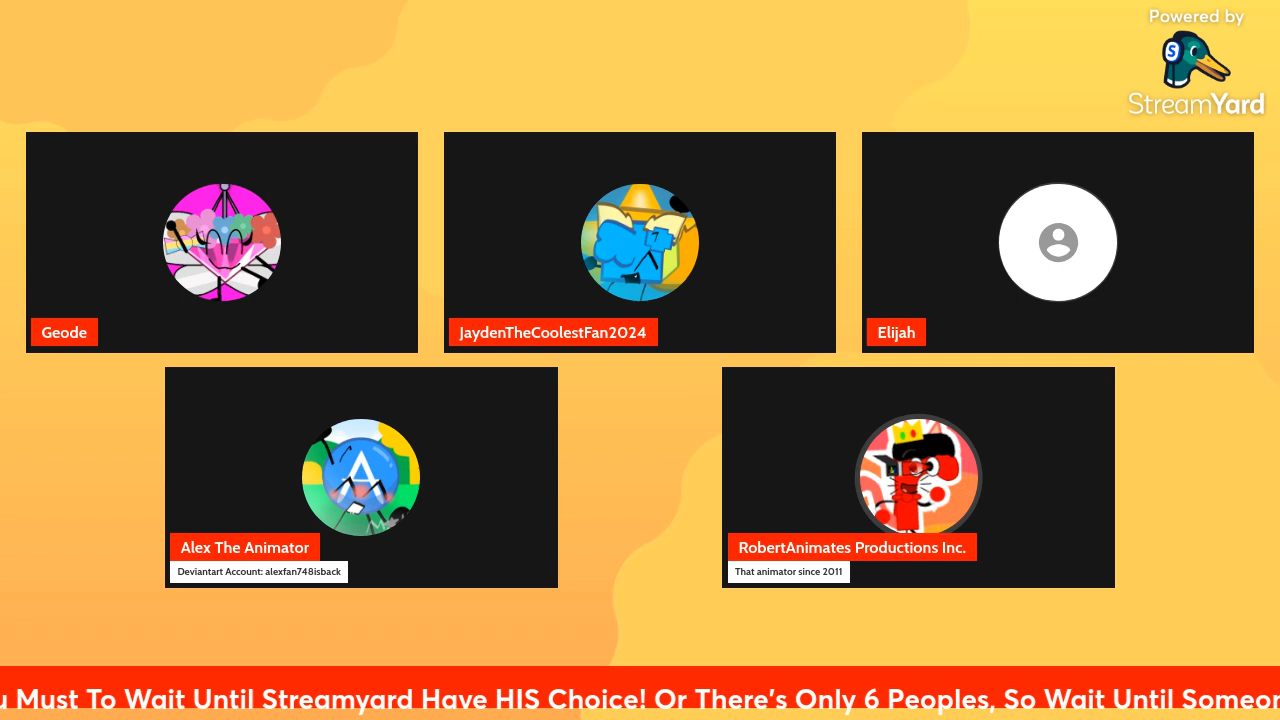 Powered by
StreamYard
S
Geode
JaydenTheCoolestFan2024
Elijah
A
Alex The Animator
Deviantart Account: alexfan748isback
RobertAnimates Productions Inc.
That animator since 2011
Must To Wait Until Streamyard Have HIS Choice! Or There's Only 6 Peoples, So Wait Until